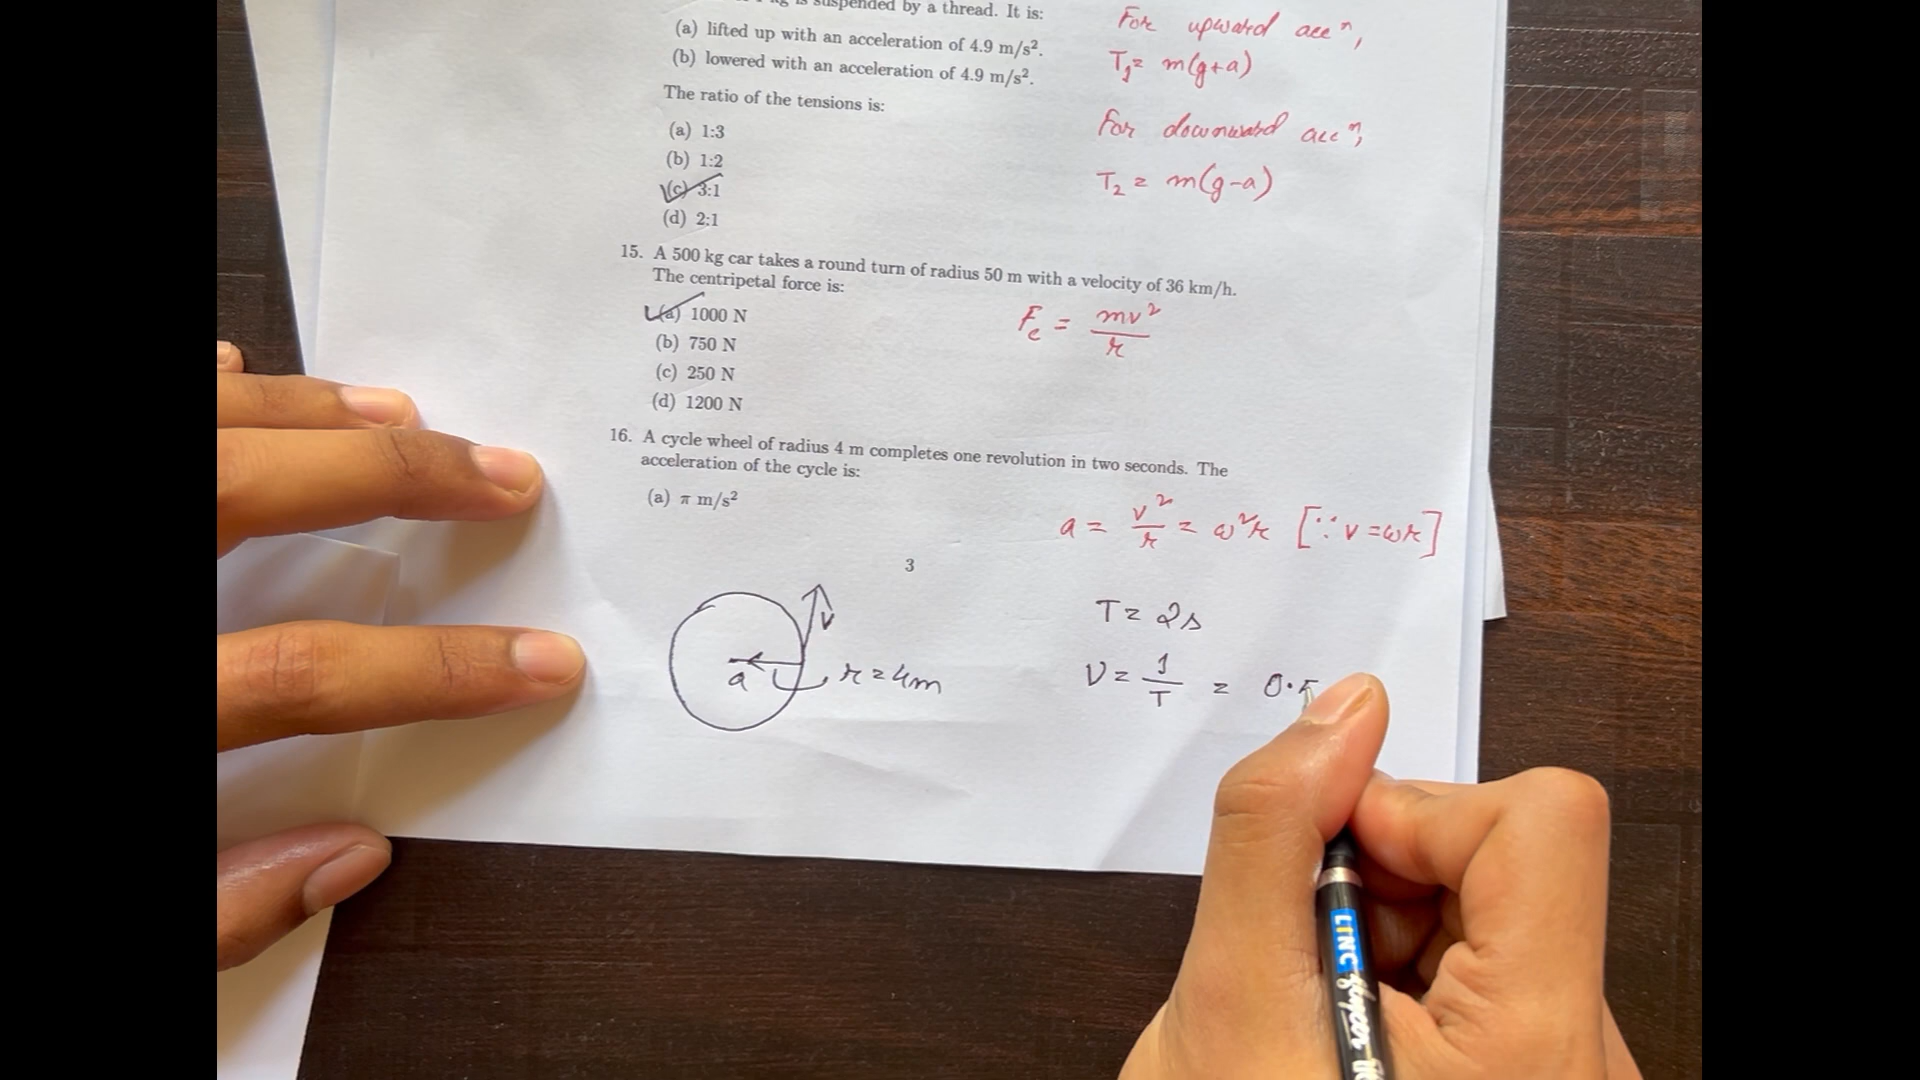 kg is suspended by a thread. It is:
(a) lifted up with an acceleration of 4.9 m/s².
(b) lowered with an acceleration of 4.9 m/s².
The ratio of the tensions is:
(a) 1:3
(b) 1:2
(c) 3:1
(d) 2:1
For upward accⁿ,
T₁ = m(g+a)
For downward accⁿ,
T₂ = m(g-a)
15. A 500 kg car takes a round turn of radius 50 m with a velocity of 36 km/h.
The centripetal force is:
(a) 1000 N
(b) 750 N
(c) 250 N
(d) 1200 N
F_c = mv²/r
16. A cycle wheel of radius 4 m completes one revolution in two seconds. The
acceleration of the cycle is:
(a) π m/s²
a = v²/r = ω²r [∵ v = ωr]
3
v
a
r = 4m
T = 2s
ν = 1/T = 0.5
LINC